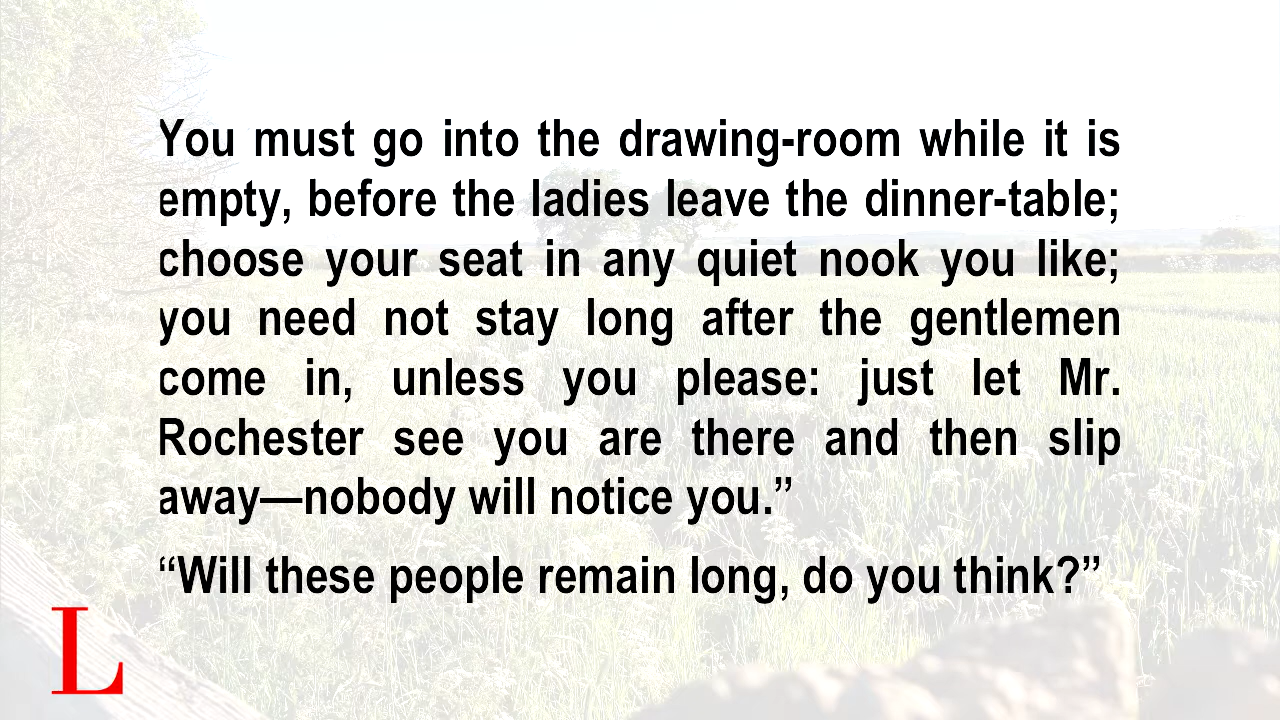 You must go into the drawing-room while it is
empty, before the ladies leave the dinner-table;
choose your seat in any quiet nook you like;
you need not stay long after the gentlemen
come in, unless you please: just let Mr.
Rochester see you are there and then slip
away—nobody will notice you.”
“Will these people remain long, do you think?”
L